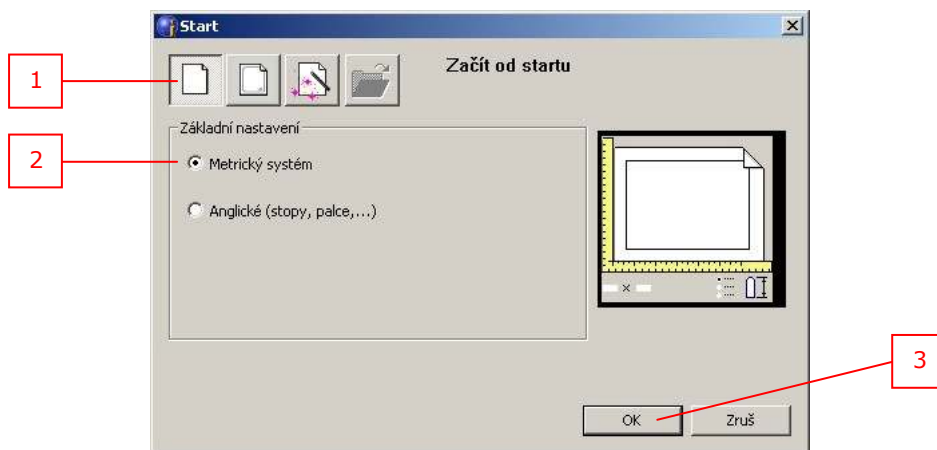 Start
Začít od startu
1
Základní nastavení
2
Metrický systém
Anglické (stopy, palce,...)
3
OK
Zruš